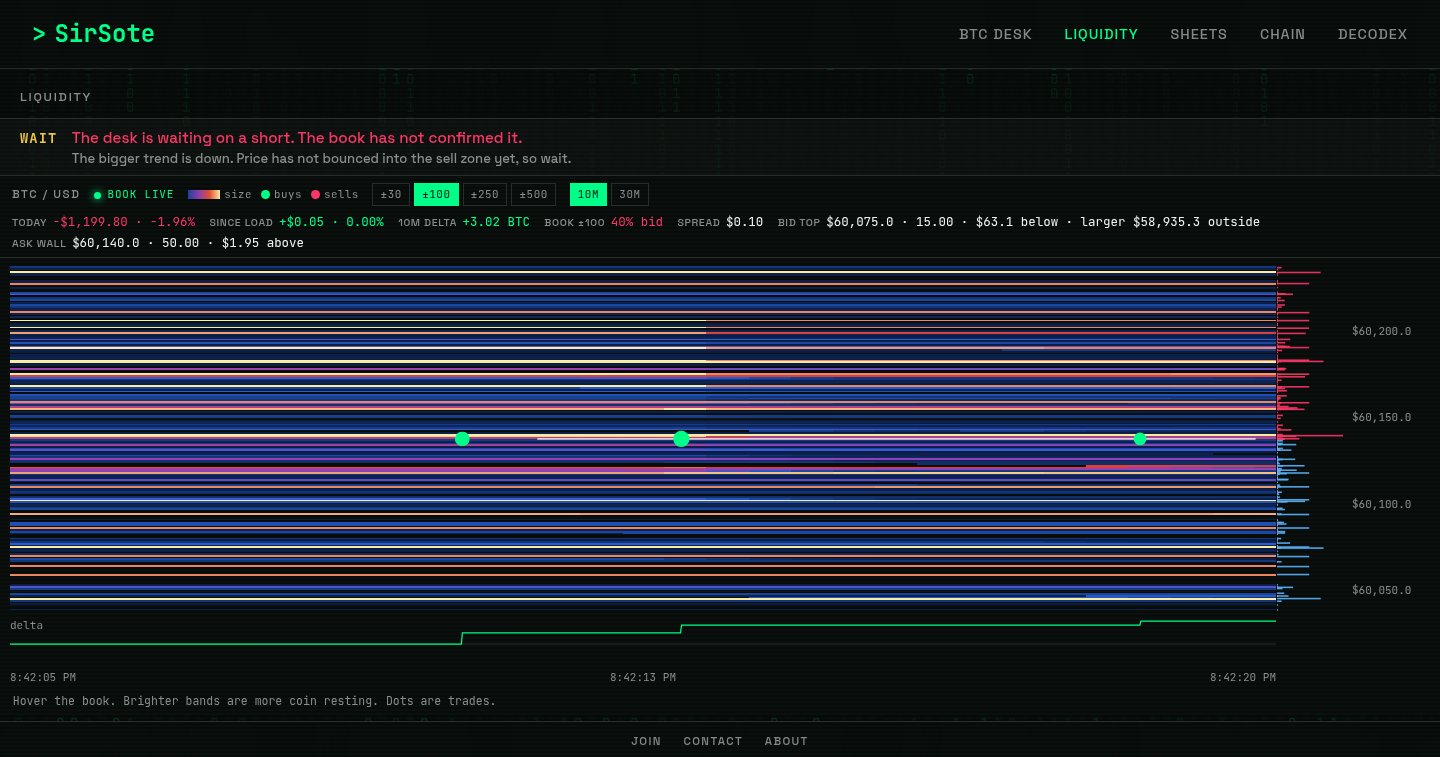 > SirSote
BTC DESK LIQUIDITY SHEETS CHAIN DECODEX
LIQUIDITY
WAIT The desk is waiting on a short. The book has not confirmed it.
The bigger trend is down. Price has not bounced into the sell zone yet, so wait.
BTC / USD BOOK LIVE size buys sells ±30 ±100 ±250 ±500 10M 30M
TODAY -$1,199.80 · -1.96% SINCE LOAD +$0.05 · 0.00% 10M DELTA +3.02 BTC BOOK ±100 40% bid SPREAD $0.10 BID TOP $60,075.0 · 15.00 · $63.1 below · larger $58,935.3 outside
ASK WALL $60,140.0 · 50.00 · $1.95 above
$60,200.0
$60,150.0
$60,100.0
$60,050.0
delta
8:42:05 PM 8:42:13 PM 8:42:20 PM
Hover the book. Brighter bands are more coin resting. Dots are trades.
JOIN CONTACT ABOUT